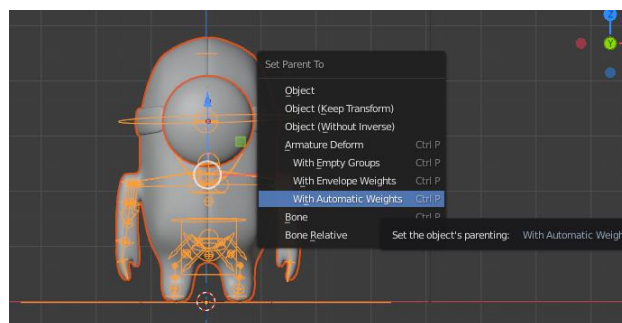 Set Parent To
Object
Object (Keep Transform)
Object (Without Inverse)
Armature Deform Ctrl P
With Empty Groups Ctrl P
With Envelope Weights Ctrl P
With Automatic Weights Ctrl P
Bone Ctrl P
Bone Relative
Set the object's parenting: With Automatic Weigh
Z
Y